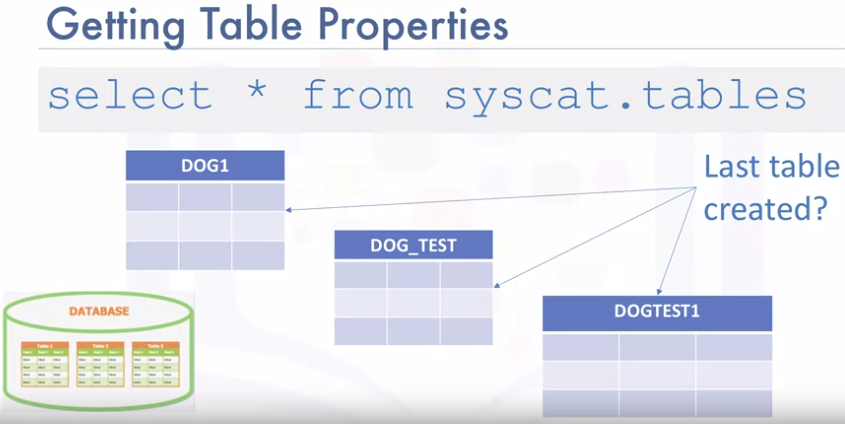 Getting Table Properties
select * from syscat.tables
DOG1
Last table
created?
DOG_TEST
DOGTEST1
DATABASE
Table 1
Table 2
Table 3